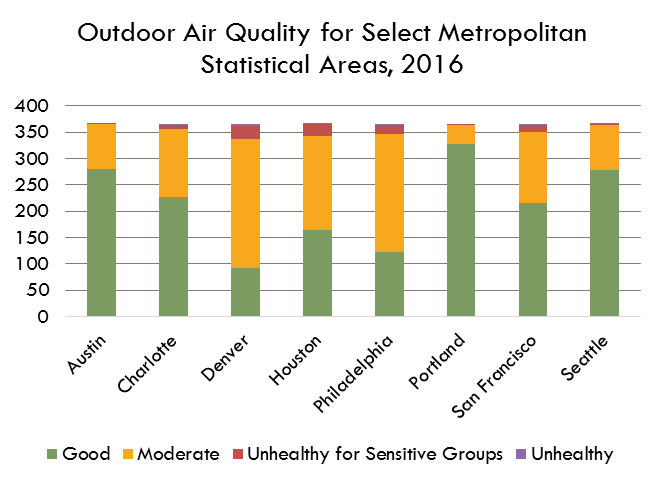 Outdoor Air Quality for Select Metropolitan
Statistical Areas, 2016
400
350
300
250
200
150
100
50
0
Austin
Charlotte
Denver
Houston
Philadelphia
Portland
San Francisco
Seattle
Good Moderate Unhealthy for Sensitive Groups Unhealthy